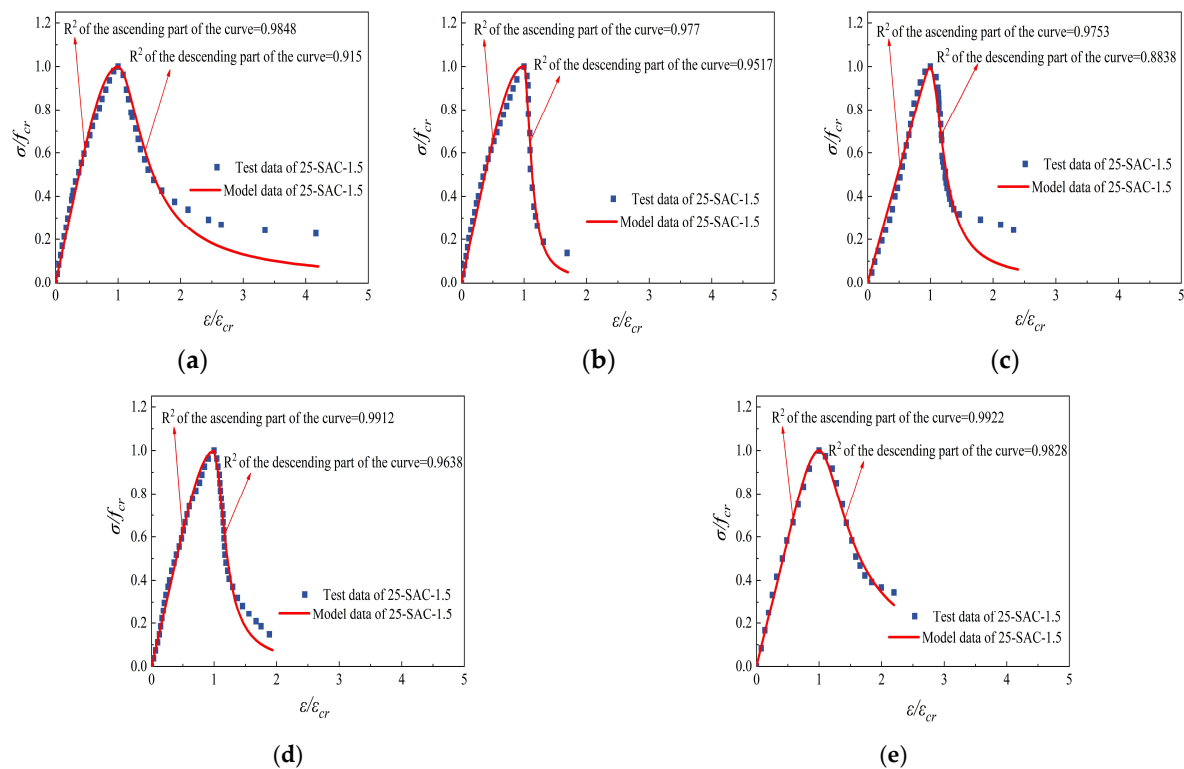 1.2
R² of the ascending part of the curve=0.9848
R² of the descending part of the curve=0.915
1.0
0.8
0.6
0.4
0.2
0.0
σ/f_cr
Test data of 25-SAC-1.5
Model data of 25-SAC-1.5
0 1 2 3 4 5
ε/ε_cr
(a)
1.2
R² of the ascending part of the curve=0.977
R² of the descending part of the curve=0.9517
1.0
0.8
0.6
0.4
0.2
0.0
σ/f_cr
Test data of 25-SAC-1.5
Model data of 25-SAC-1.5
0 1 2 3 4 5
ε/ε_cr
(b)
1.2
R² of the ascending part of the curve=0.9753
R² of the descending part of the curve=0.8838
1.0
0.8
0.6
0.4
0.2
0.0
σ/f_cr
Test data of 25-SAC-1.5
Model data of 25-SAC-1.5
0 1 2 3 4 5
ε/ε_cr
(c)
1.2
R² of the ascending part of the curve=0.9912
R² of the descending part of the curve=0.9638
1.0
0.8
0.6
0.4
0.2
0.0
σ/f_cr
Test data of 25-SAC-1.5
Model data of 25-SAC-1.5
0 1 2 3 4 5
ε/ε_cr
(d)
1.2
R² of the ascending part of the curve=0.9922
R² of the descending part of the curve=0.9828
1.0
0.8
0.6
0.4
0.2
0.0
σ/f_cr
Test data of 25-SAC-1.5
Model data of 25-SAC-1.5
0 1 2 3 4 5
ε/ε_cr
(e)